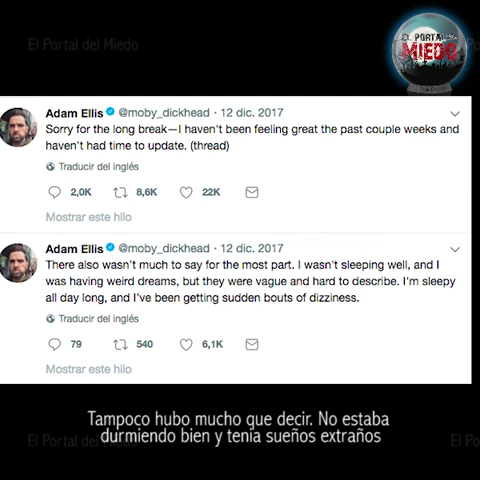 El Portal del Miedo
EL PORTAL
DEL
MIEDO
Adam Ellis @moby_dickhead · 12 dic. 2017
Sorry for the long break—I haven't been feeling great the past couple weeks and
haven't had time to update. (thread)
Traducir del inglés
2,0K 8,6K 22K
Mostrar este hilo
Adam Ellis @moby_dickhead · 12 dic. 2017
There also wasn't much to say for the most part. I wasn't sleeping well, and I
was having weird dreams, but they were vague and hard to describe. I'm sleepy
all day long, and I've been getting sudden bouts of dizziness.
Traducir del inglés
79 540 6,1K
Mostrar este hilo
Tampoco hubo mucho que decir. No estaba
durmiendo bien y tenía sueños extraños
El Portal del Miedo
El Po